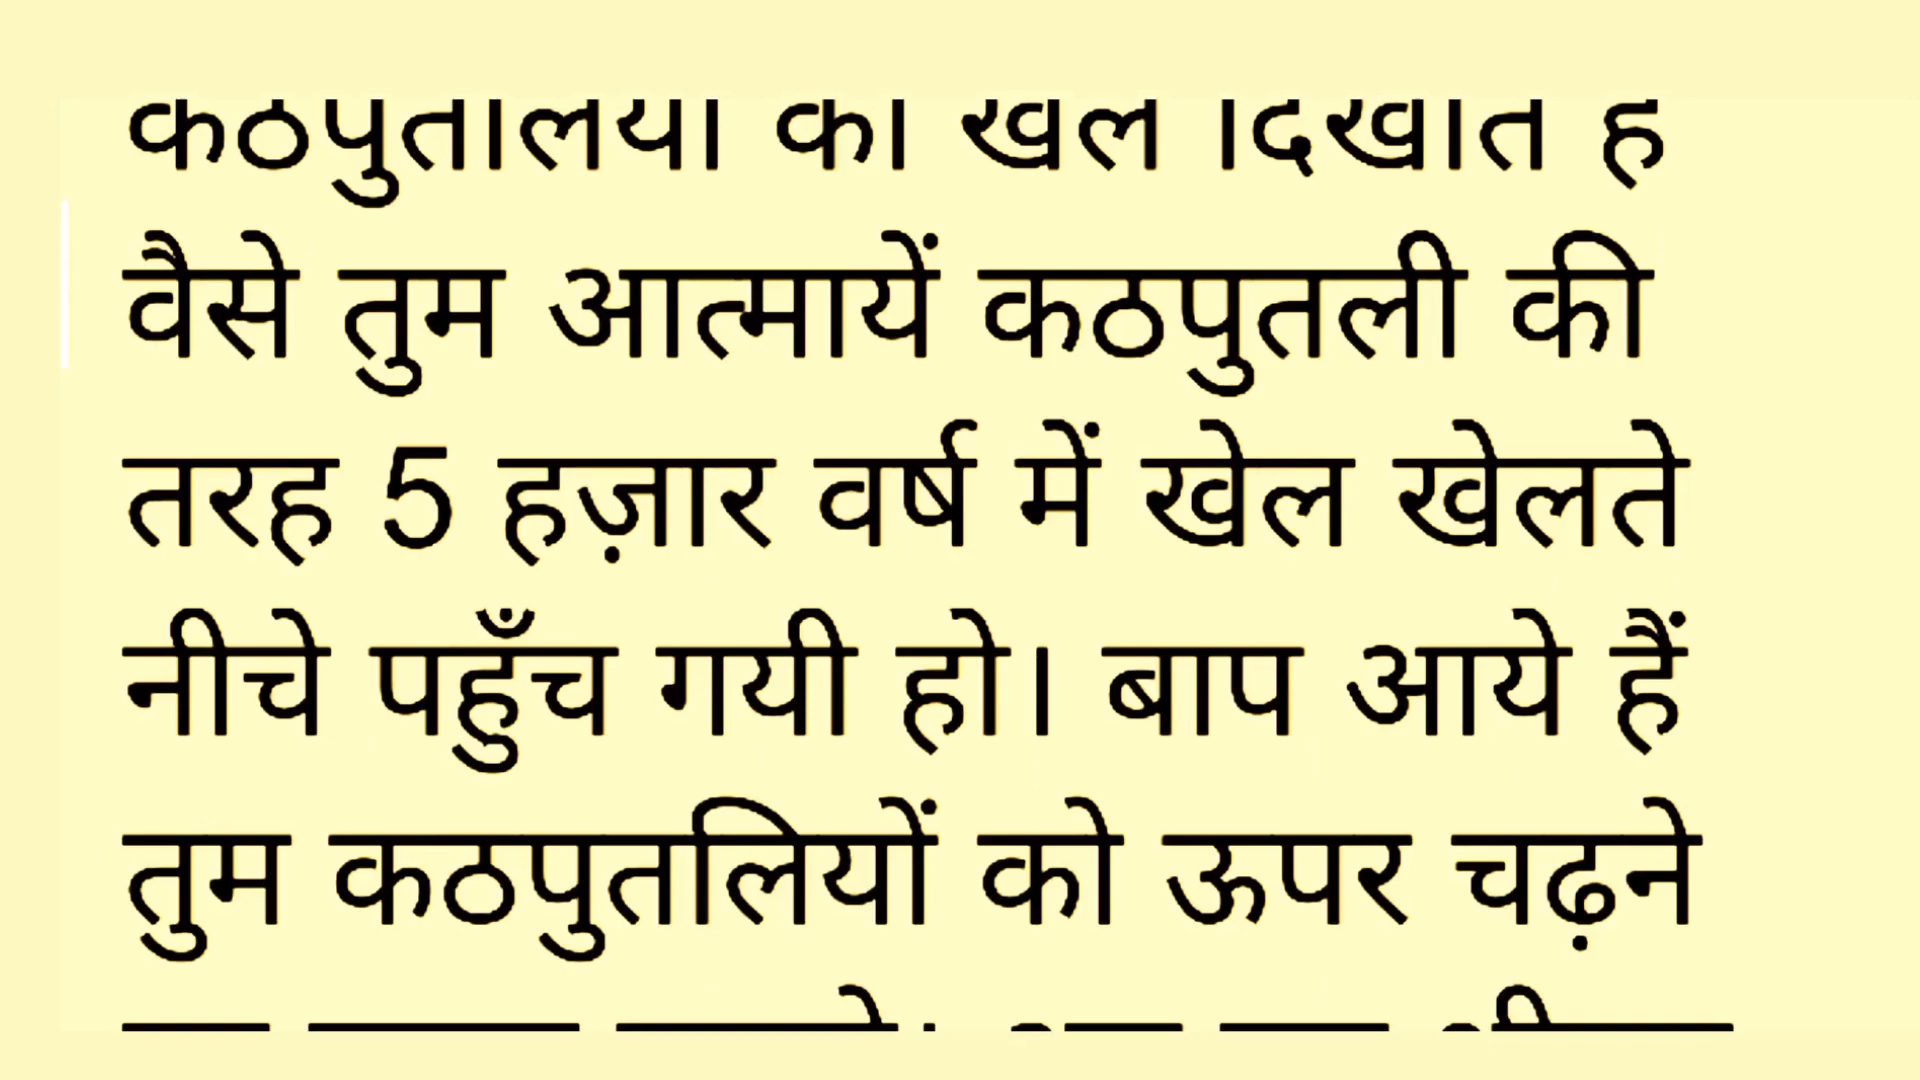 कठपुतलियों का खेल दिखाते हैं
वैसे तुम आत्मायें कठपुतली की
तरह 5 हज़ार वर्ष में खेल खेलते
नीचे पहुँच गयी हो। बाप आये हैं
तुम कठपुतलियों को ऊपर चढ़ने